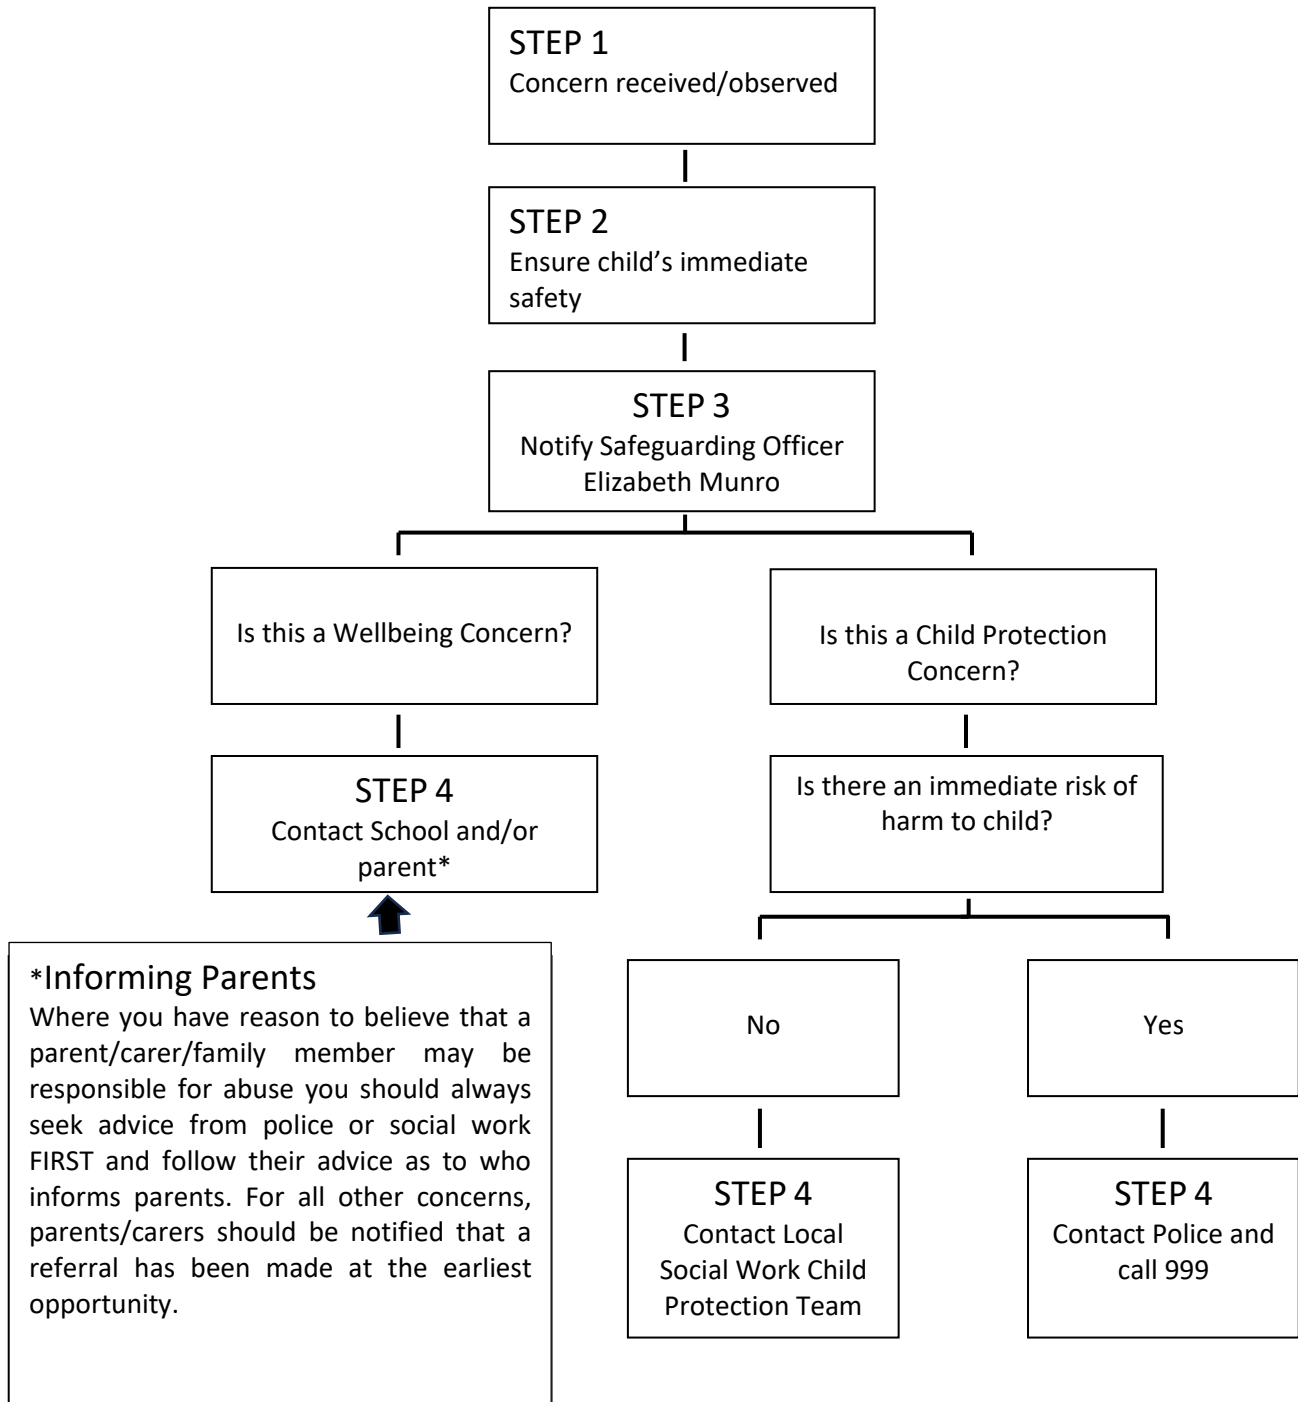 STEP 1
Concern received/observed
STEP 2
Ensure child’s immediate
safety
STEP 3
Notify Safeguarding Officer
Elizabeth Munro
Is this a Wellbeing Concern?
Is this a Child Protection
Concern?
STEP 4
Contact School and/or
parent*
Is there an immediate risk of
harm to child?
*Informing Parents
Where you have reason to believe that a
parent/carer/family member may be
responsible for abuse you should always
seek advice from police or social work
FIRST and follow their advice as to who
informs parents. For all other concerns,
parents/carers should be notified that a
referral has been made at the earliest
opportunity.
No
Yes
STEP 4
Contact Local
Social Work Child
Protection Team
STEP 4
Contact Police and
call 999